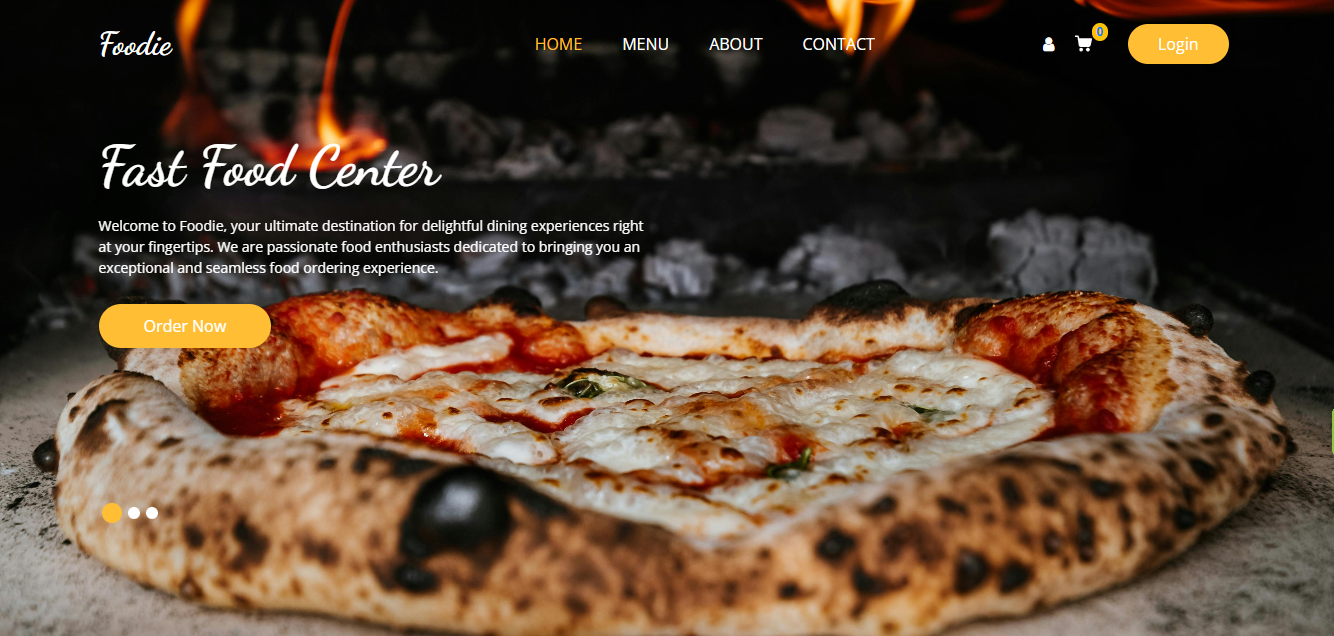 Foodie
HOME MENU ABOUT CONTACT
0
Login
Fast Food Center
Welcome to Foodie, your ultimate destination for delightful dining experiences right
at your fingertips. We are passionate food enthusiasts dedicated to bringing you an
exceptional and seamless food ordering experience.
Order Now